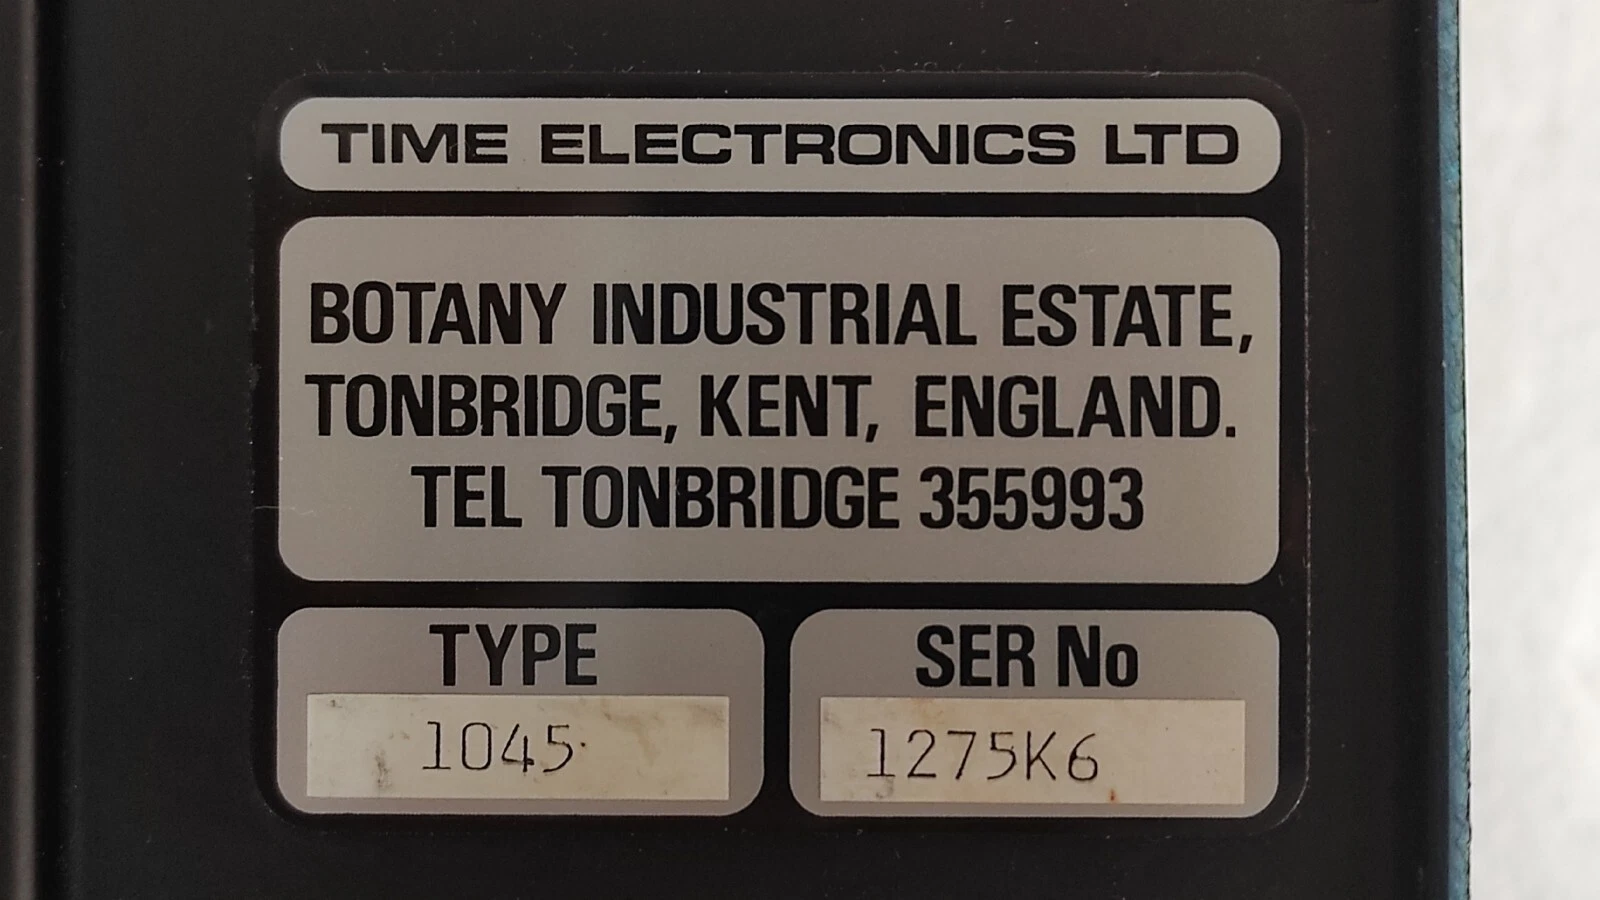 TIME ELECTRONICS LTD
BOTANY INDUSTRIAL ESTATE,
TONBRIDGE, KENT, ENGLAND.
TEL TONBRIDGE 355993
TYPE
1045
SER No
1275K6